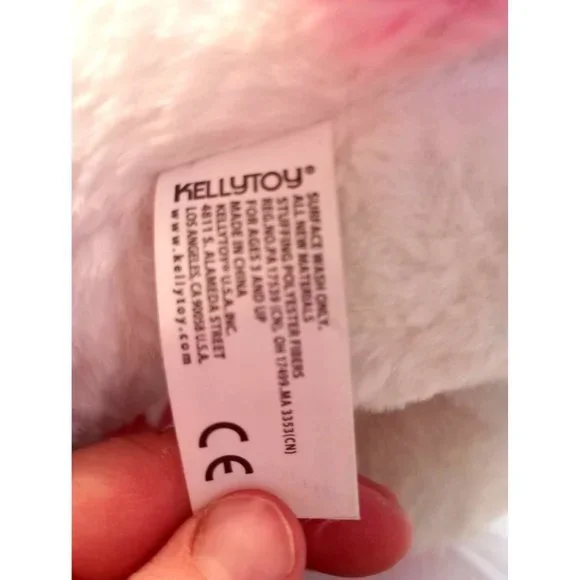 KELLYTOY®
SURFACE WASH ONLY.
ALL NEW MATERIALS
STUFFING POLYESTER FIBERS
REG.NO.PA 17539 (CN), OH 17499.MA 3353(CN)
FOR AGES 3 AND UP
MADE IN CHINA
KELLYTOY® U.S.A. INC.
4811 S. ALAMEDA STREET
LOS ANGELES, CA 90058 U.S.A.
www.kellytoy.com
CE